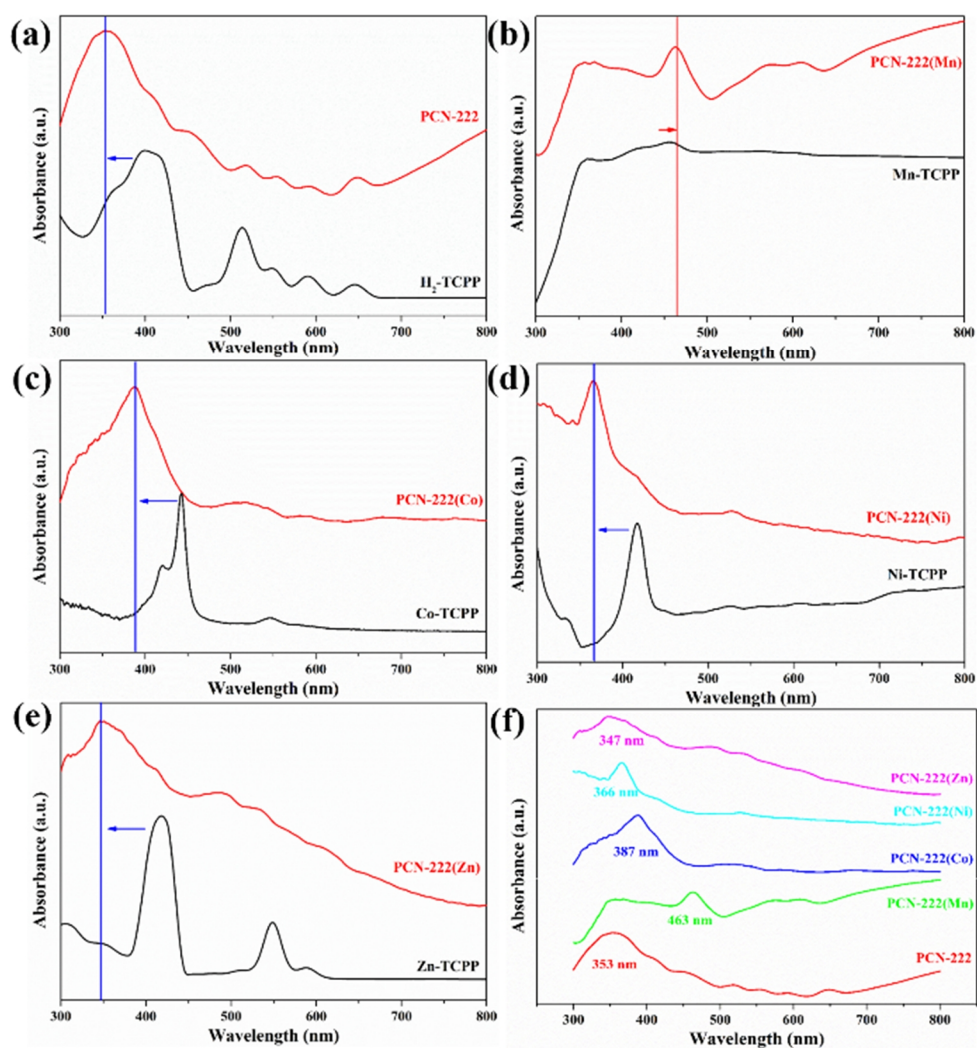 (a)
Absorbance (a.u.)
PCN-222
H2-TCPP
300 400 500 600 700 800
Wavelength (nm)
(b)
Absorbance (a.u.)
PCN-222(Mn)
Mn-TCPP
300 400 500 600 700 800
Wavelength (nm)
(c)
Absorbance (a.u.)
PCN-222(Co)
Co-TCPP
300 400 500 600 700 800
Wavelength (nm)
(d)
Absorbance (a.u.)
PCN-222(Ni)
Ni-TCPP
300 400 500 600 700 800
Wavelength (nm)
(e)
Absorbance (a.u.)
PCN-222(Zn)
Zn-TCPP
300 400 500 600 700 800
Wavelength (nm)
(f)
Absorbance (a.u.)
347 nm
PCN-222(Zn)
366 nm
PCN-222(Ni)
387 nm
PCN-222(Co)
463 nm
PCN-222(Mn)
353 nm
PCN-222
300 400 500 600 700 800
Wavelength (nm)